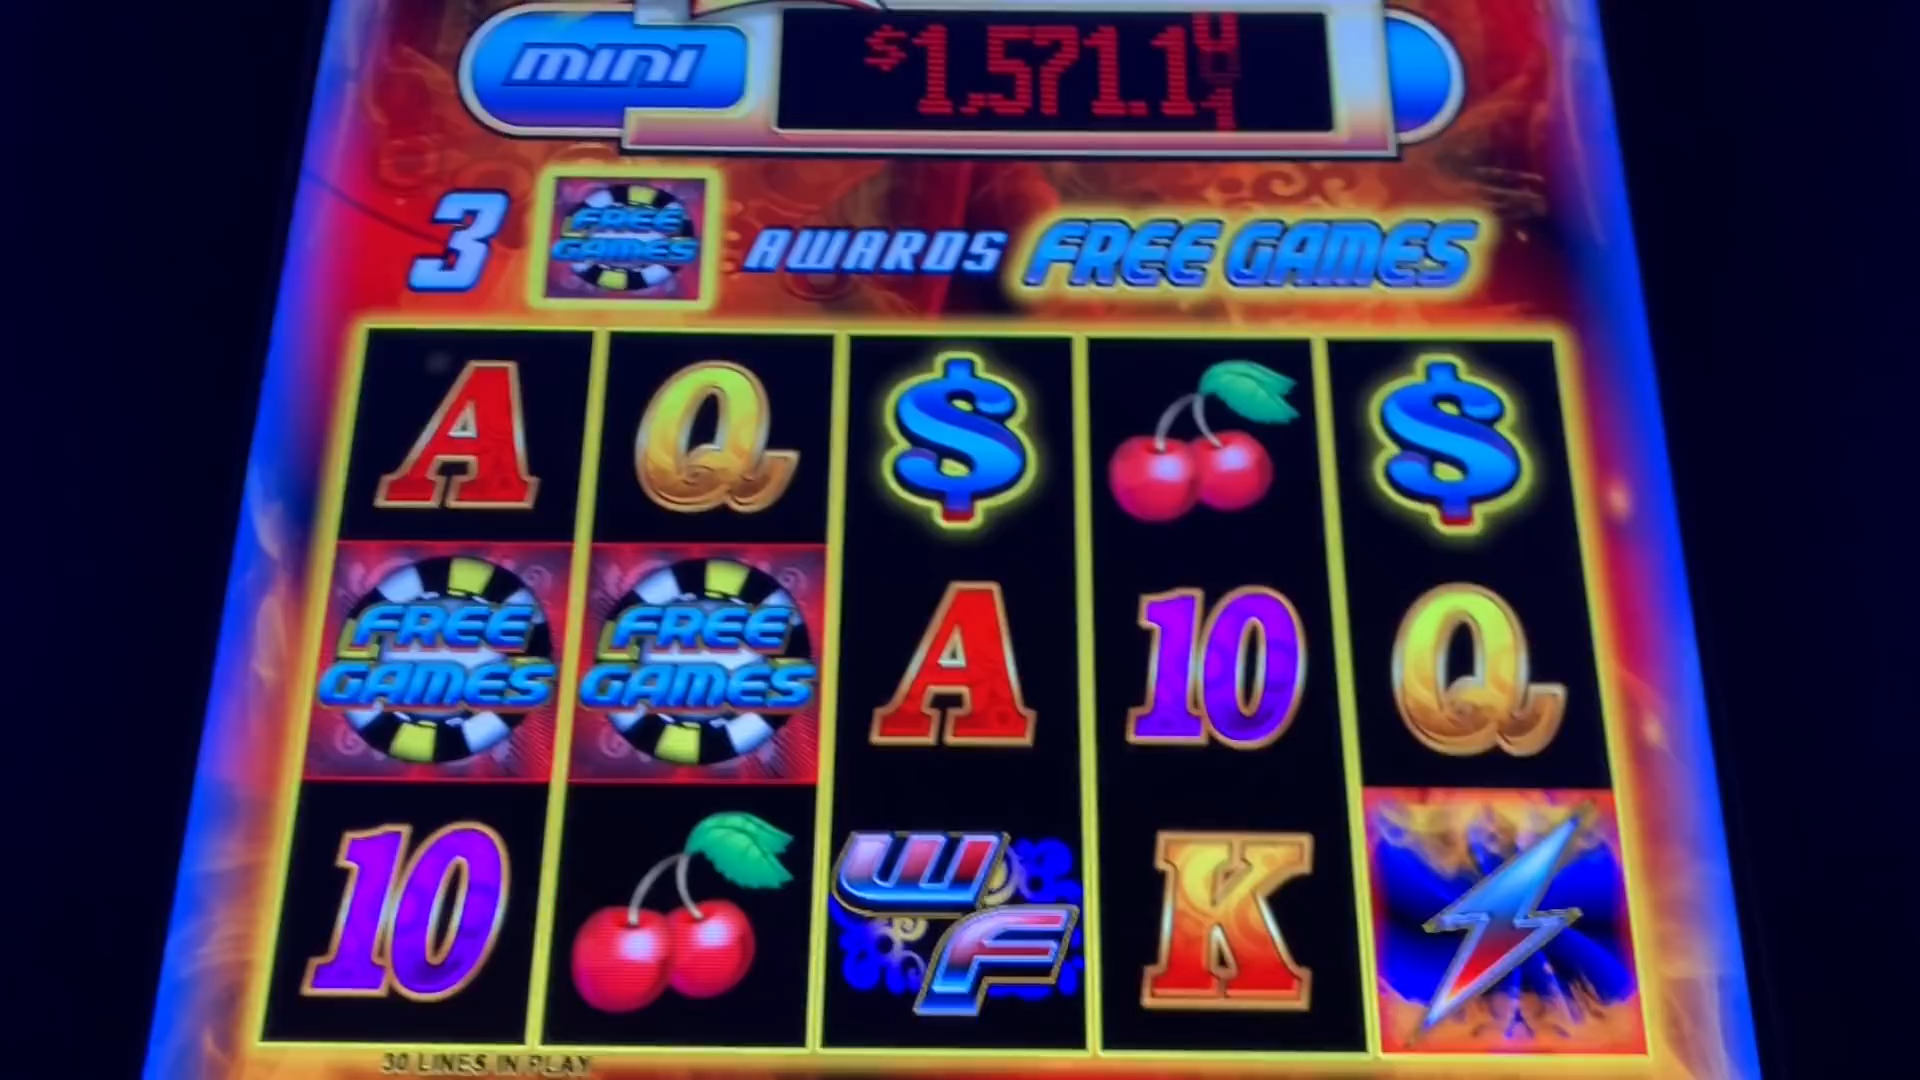 MINI $1,571.1
3 FREE GAMES AWARDS FREE GAMES
A Q $ $
FREE GAMES FREE GAMES A 10 Q
10 WF K
30 LINES IN PLAY